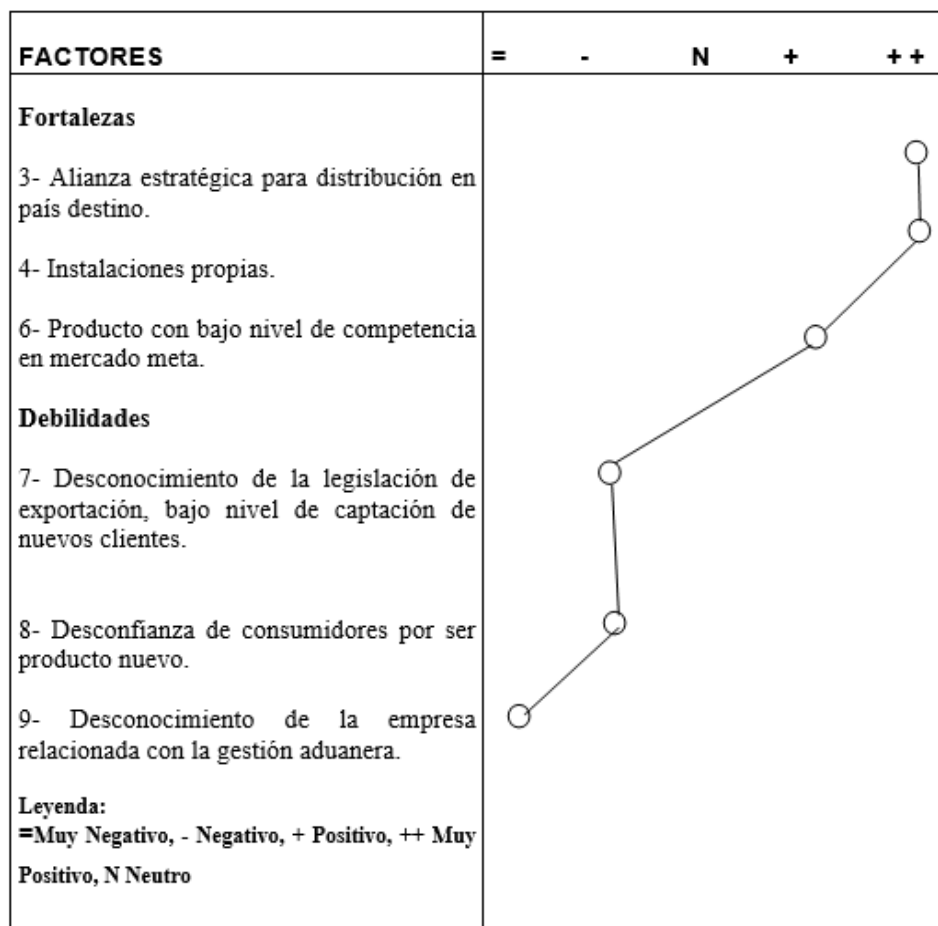 FACTORES = - N + ++
Fortalezas
3- Alianza estratégica para distribución en
país destino.
4- Instalaciones propias.
6- Producto con bajo nivel de competencia
en mercado meta.
Debilidades
7- Desconocimiento de la legislación de
exportación, bajo nivel de captación de
nuevos clientes.
8- Desconfianza de consumidores por ser
producto nuevo.
9- Desconocimiento de la empresa
relacionada con la gestión aduanera.
Leyenda:
=Muy Negativo, - Negativo, + Positivo, ++ Muy
Positivo, N Neutro